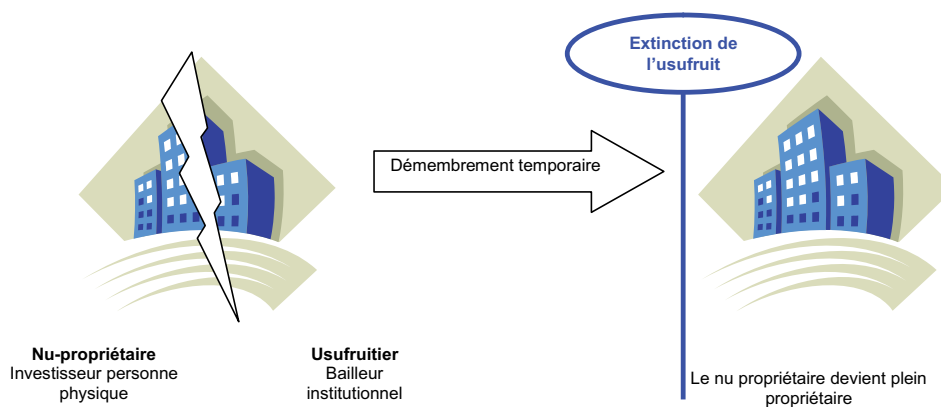 Extinction de
l'usufruit
Démembrement temporaire
Nu-propriétaire
Investisseur personne
physique
Usufruitier
Bailleur
institutionnel
Le nu propriétaire devient plein
propriétaire